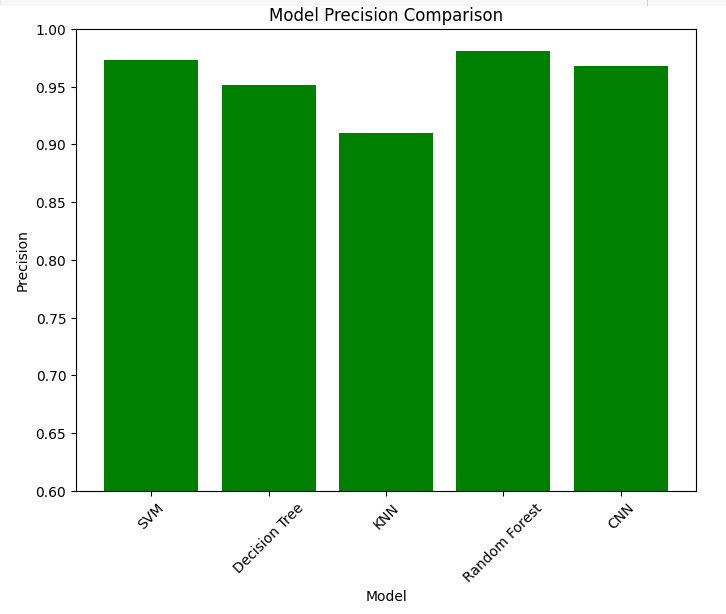 Model Precision Comparison
1.00
0.95
0.90
0.85
0.80
0.75
0.70
0.65
0.60
Precision
SVM
Decision Tree
KNN
Random Forest
CNN
Model